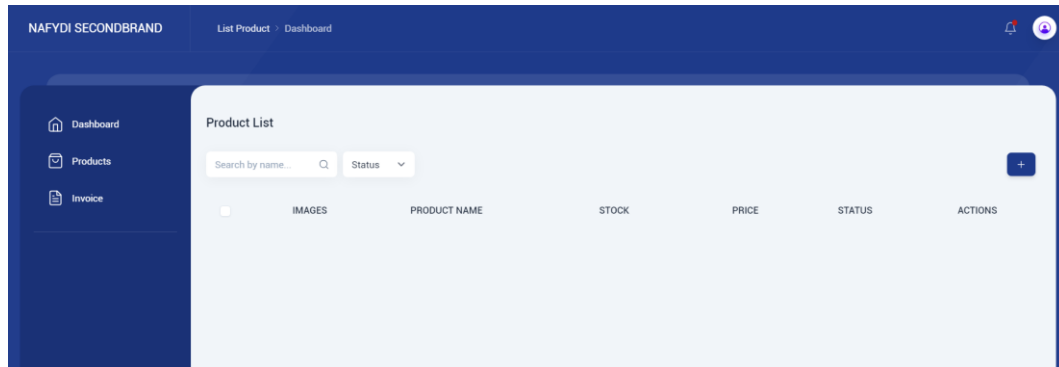 NAFYDI SECONDBRAND
List Product > Dashboard
Dashboard
Products
Invoice
Product List
Search by name...
Status
+
IMAGES PRODUCT NAME STOCK PRICE STATUS ACTIONS